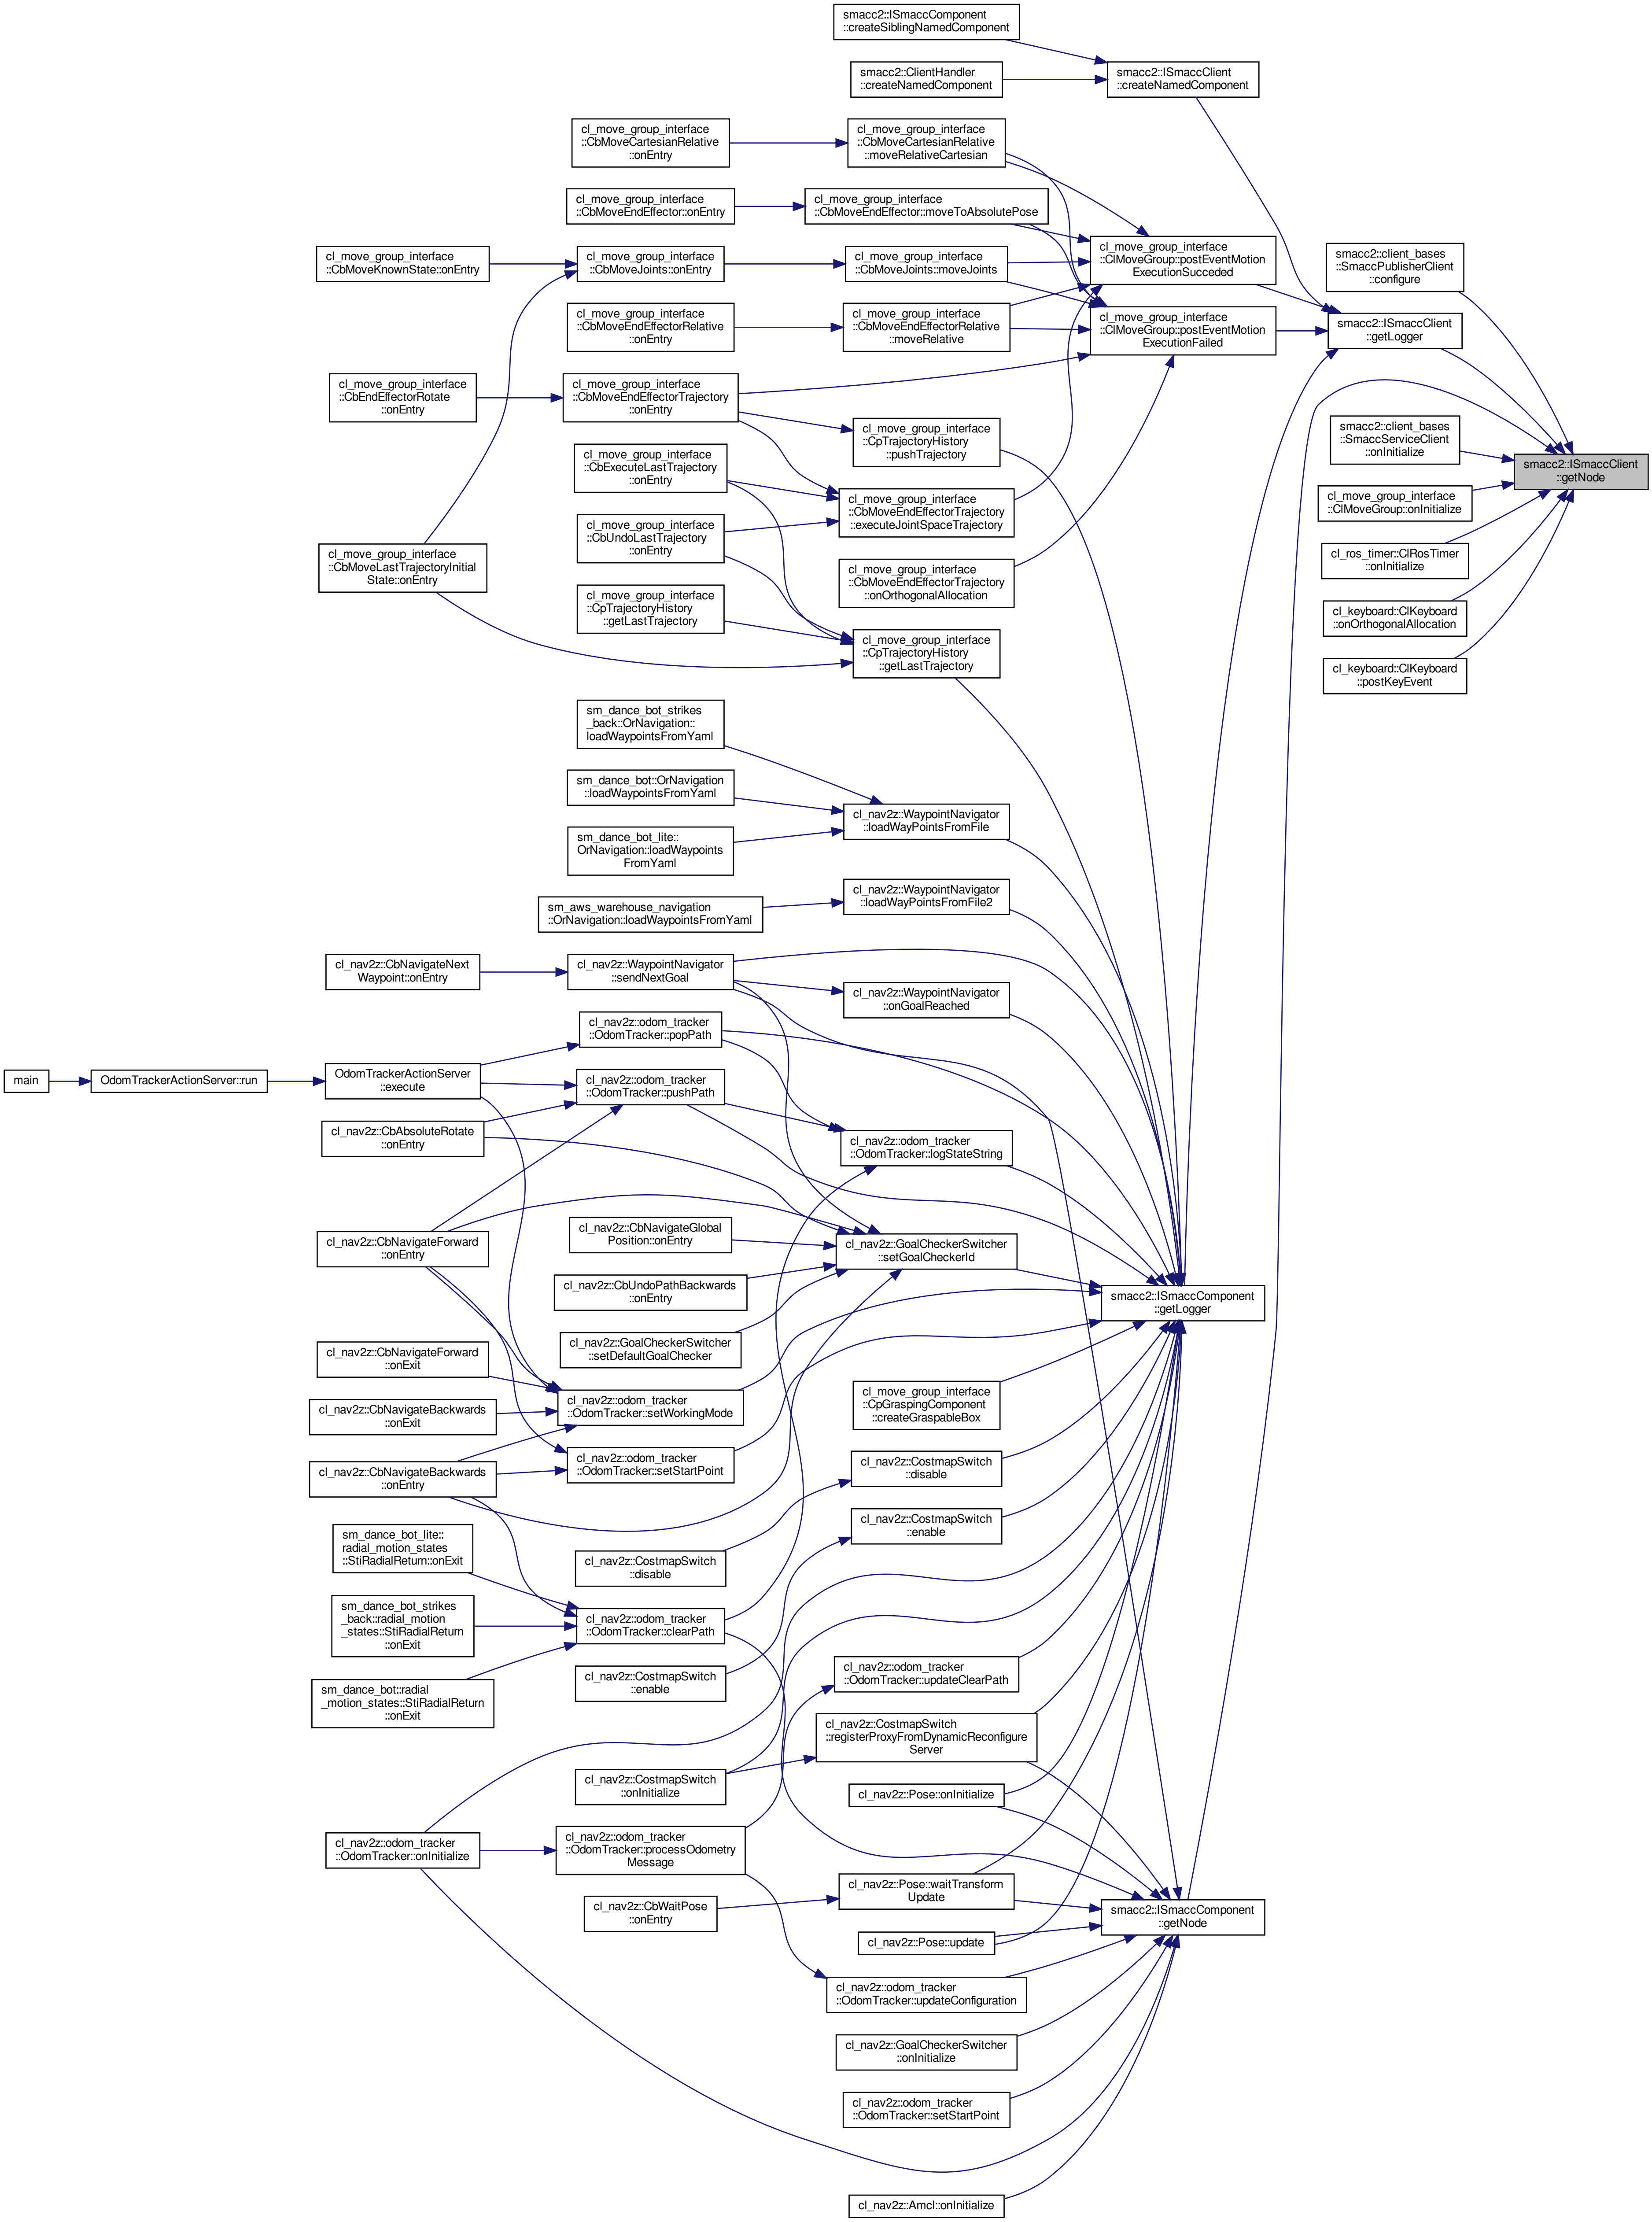 smacc2::ISmaccComponent
::createSiblingNamedComponent
smacc2::ClientHandler
::createNamedComponent
smacc2::ISmaccClient
::createNamedComponent
cl_move_group_interface
::CbMoveCartesianRelative
::onEntry
cl_move_group_interface
::CbMoveCartesianRelative
::moveRelativeCartesian
cl_move_group_interface
::CbMoveEndEffector::onEntry
cl_move_group_interface
::CbMoveEndEffector::moveToAbsolutePose
cl_move_group_interface
::CbMoveKnownState::onEntry
cl_move_group_interface
::CbMoveJoints::onEntry
cl_move_group_interface
::CbMoveJoints::moveJoints
cl_move_group_interface
::ClMoveGroup::postEventMotion
ExecutionSucceded
smacc2::client_bases
::SmaccPublisherClient
::configure
cl_move_group_interface
::CbMoveEndEffectorRelative
::onEntry
cl_move_group_interface
::CbMoveEndEffectorRelative
::moveRelative
cl_move_group_interface
::ClMoveGroup::postEventMotion
ExecutionFailed
smacc2::ISmaccClient
::getLogger
cl_move_group_interface
::CbEndEffectorRotate
::onEntry
cl_move_group_interface
::CbMoveEndEffectorTrajectory
::onEntry
cl_move_group_interface
::CpTrajectoryHistory
::pushTrajectory
smacc2::client_bases
::SmaccServiceClient
::onInitialize
smacc2::ISmaccClient
::getNode
cl_move_group_interface
::CbExecuteLastTrajectory
::onEntry
cl_move_group_interface
::CbMoveEndEffectorTrajectory
::executeJointSpaceTrajectory
cl_move_group_interface
::ClMoveGroup::onInitialize
cl_move_group_interface
::CbUndoLastTrajectory
::onEntry
cl_ros_timer::ClRosTimer
::onInitialize
cl_move_group_interface
::CbMoveLastTrajectoryInitial
State::onEntry
cl_move_group_interface
::CbMoveEndEffectorTrajectory
::onOrthogonalAllocation
cl_move_group_interface
::CpTrajectoryHistory
::getLastTrajectory
cl_keyboard::ClKeyboard
::onOrthogonalAllocation
cl_move_group_interface
::CpTrajectoryHistory
::getLastTrajectory
cl_keyboard::ClKeyboard
::postKeyEvent
sm_dance_bot_strikes
_back::OrNavigation::
loadWaypointsFromYaml
sm_dance_bot::OrNavigation
::loadWaypointsFromYaml
cl_nav2z::WaypointNavigator
::loadWayPointsFromFile
sm_dance_bot_lite::
OrNavigation::loadWaypoints
FromYaml
sm_aws_warehouse_navigation
::OrNavigation::loadWaypointsFromYaml
cl_nav2z::WaypointNavigator
::loadWayPointsFromFile2
cl_nav2z::CbNavigateNext
Waypoint::onEntry
cl_nav2z::WaypointNavigator
::sendNextGoal
cl_nav2z::WaypointNavigator
::onGoalReached
cl_nav2z::odom_tracker
::OdomTracker::popPath
main
OdomTrackerActionServer::run
OdomTrackerActionServer
::execute
cl_nav2z::odom_tracker
::OdomTracker::pushPath
cl_nav2z::CbAbsoluteRotate
::onEntry
cl_nav2z::odom_tracker
::OdomTracker::logStateString
cl_nav2z::CbNavigateForward
::onEntry
cl_nav2z::CbNavigateGlobal
Position::onEntry
cl_nav2z::GoalCheckerSwitcher
::setGoalCheckerId
cl_nav2z::CbUndoPathBackwards
::onEntry
smacc2::ISmaccComponent
::getLogger
cl_nav2z::CbNavigateForward
::onExit
cl_nav2z::GoalCheckerSwitcher
::setDefaultGoalChecker
cl_nav2z::CbNavigateBackwards
::onExit
cl_nav2z::odom_tracker
::OdomTracker::setWorkingMode
cl_move_group_interface
::CpGraspingComponent
::createGraspableBox
cl_nav2z::CbNavigateBackwards
::onEntry
cl_nav2z::odom_tracker
::OdomTracker::setStartPoint
cl_nav2z::CostmapSwitch
::disable
sm_dance_bot_lite::
radial_motion_states
::StiRadialReturn::onExit
cl_nav2z::CostmapSwitch
::disable
cl_nav2z::CostmapSwitch
::enable
sm_dance_bot_strikes
_back::radial_motion
_states::StiRadialReturn
::onExit
cl_nav2z::odom_tracker
::OdomTracker::clearPath
sm_dance_bot::radial
_motion_states::StiRadialReturn
::onExit
cl_nav2z::CostmapSwitch
::enable
cl_nav2z::odom_tracker
::OdomTracker::updateClearPath
cl_nav2z::CostmapSwitch
::registerProxyFromDynamicReconfigure
Server
cl_nav2z::CostmapSwitch
::onInitialize
cl_nav2z::Pose::onInitialize
cl_nav2z::odom_tracker
::OdomTracker::onInitialize
cl_nav2z::odom_tracker
::OdomTracker::processOdometry
Message
cl_nav2z::Pose::waitTransform
Update
cl_nav2z::CbWaitPose
::onEntry
smacc2::ISmaccComponent
::getNode
cl_nav2z::Pose::update
cl_nav2z::odom_tracker
::OdomTracker::updateConfiguration
cl_nav2z::GoalCheckerSwitcher
::onInitialize
cl_nav2z::odom_tracker
::OdomTracker::setStartPoint
cl_nav2z::Amcl::onInitialize